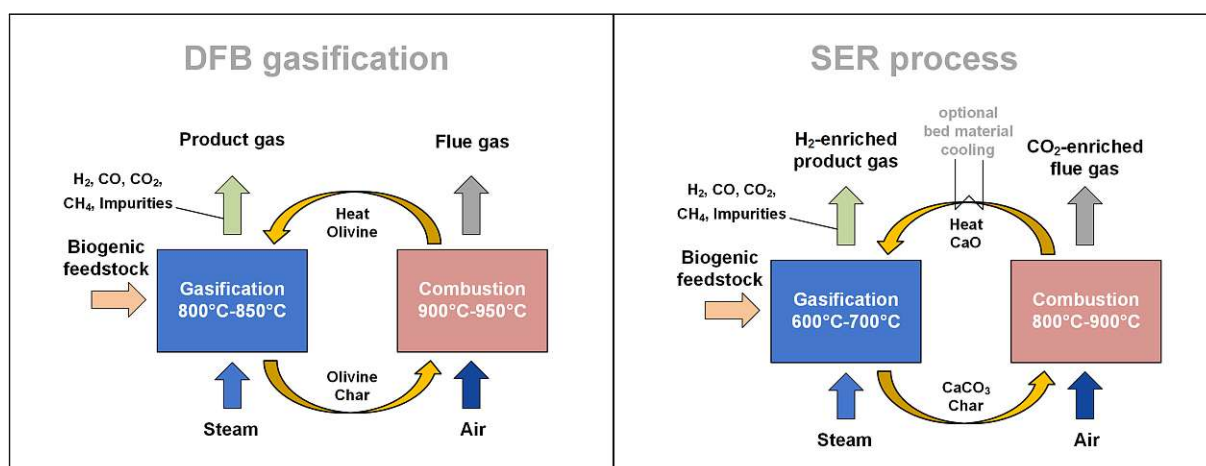 DFB gasification
Product gas
Flue gas
H₂, CO, CO₂,
CH₄, Impurities
Heat
Olivine
Biogenic
feedstock
Gasification
800°C-850°C
Combustion
900°C-950°C
Olivine
Char
Steam
Air
SER process
optional
bed material
cooling
H₂-enriched
product gas
CO₂-enriched
flue gas
H₂, CO, CO₂,
CH₄, Impurities
Heat
CaO
Biogenic
feedstock
Gasification
600°C-700°C
Combustion
800°C-900°C
CaCO₃
Char
Steam
Air